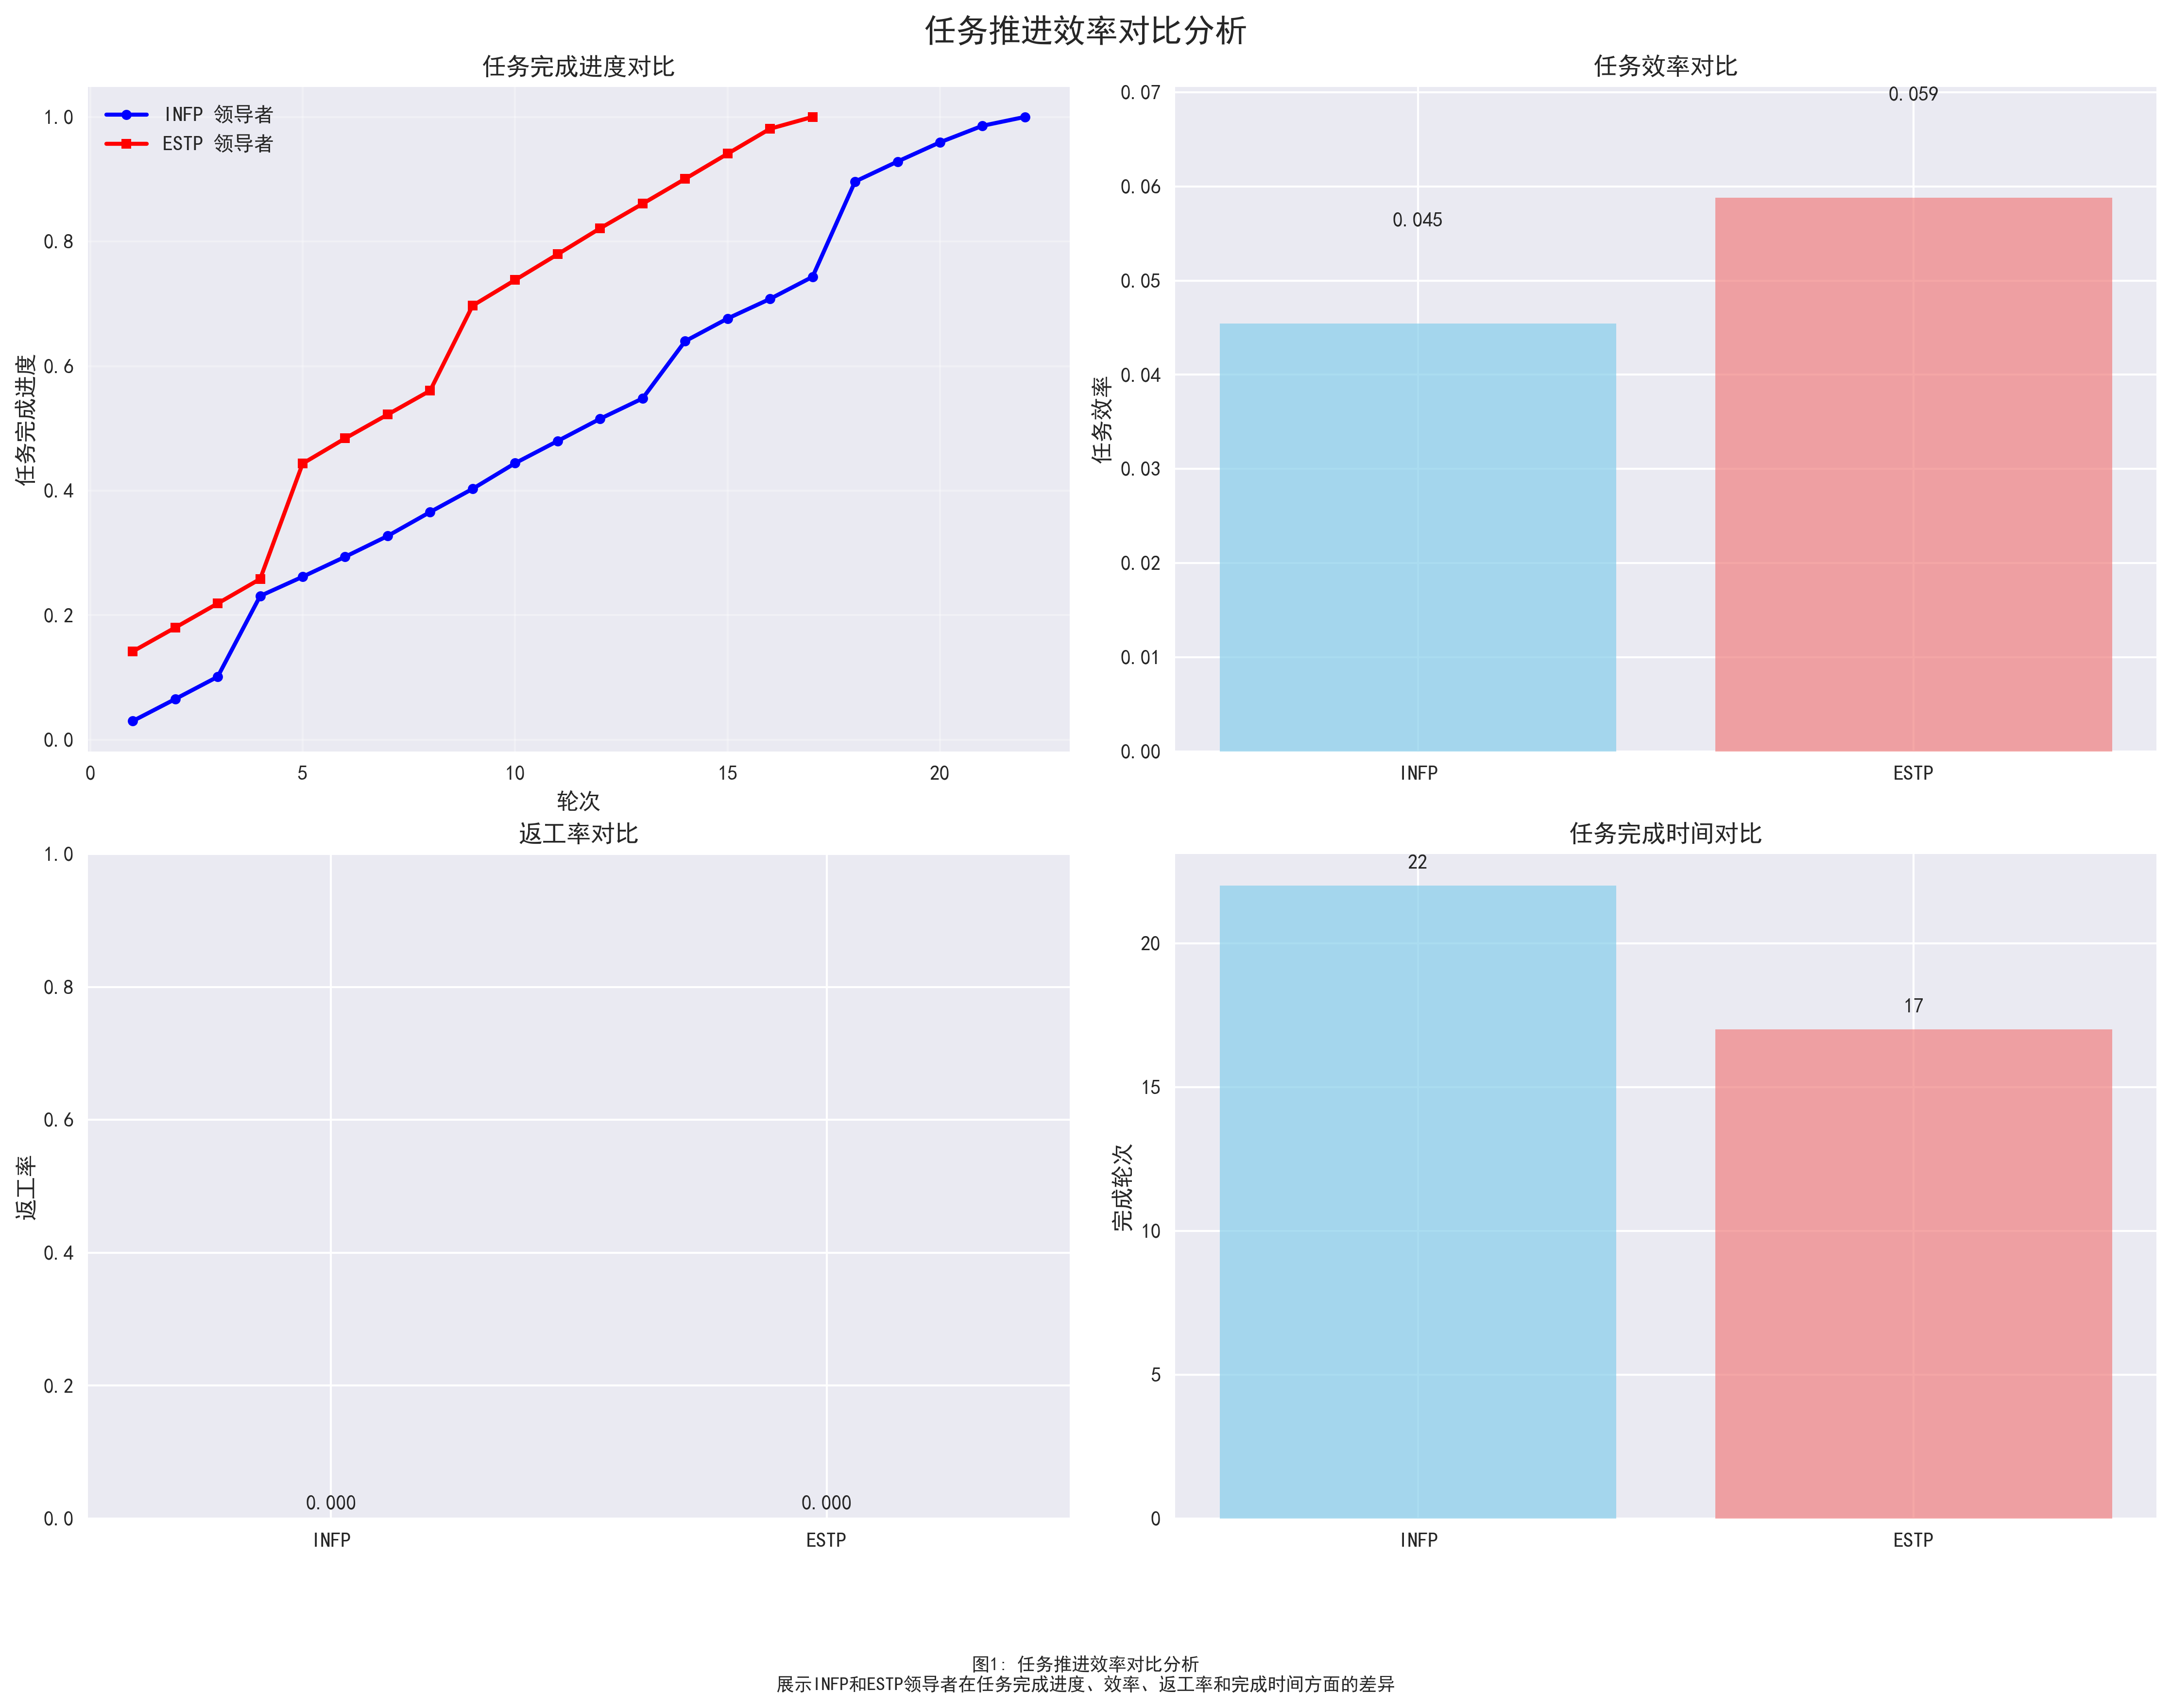 任务推进效率对比分析
任务完成进度对比
INFP 领导者
ESTP 领导者
任务完成进度
1.0
0.8
0.6
0.4
0.2
0.0
0
5
10
15
20
轮次
任务效率对比
任务效率
0.07
0.06
0.05
0.04
0.03
0.02
0.01
0.00
0.045
0.059
INFP
ESTP
返工率对比
返工率
1.0
0.8
0.6
0.4
0.2
0.0
0.000
0.000
INFP
ESTP
任务完成时间对比
完成轮次
20
15
10
5
0
22
17
INFP
ESTP
图1: 任务推进效率对比分析
展示INFP和ESTP领导者在任务完成进度、效率、返工率和完成时间方面的差异